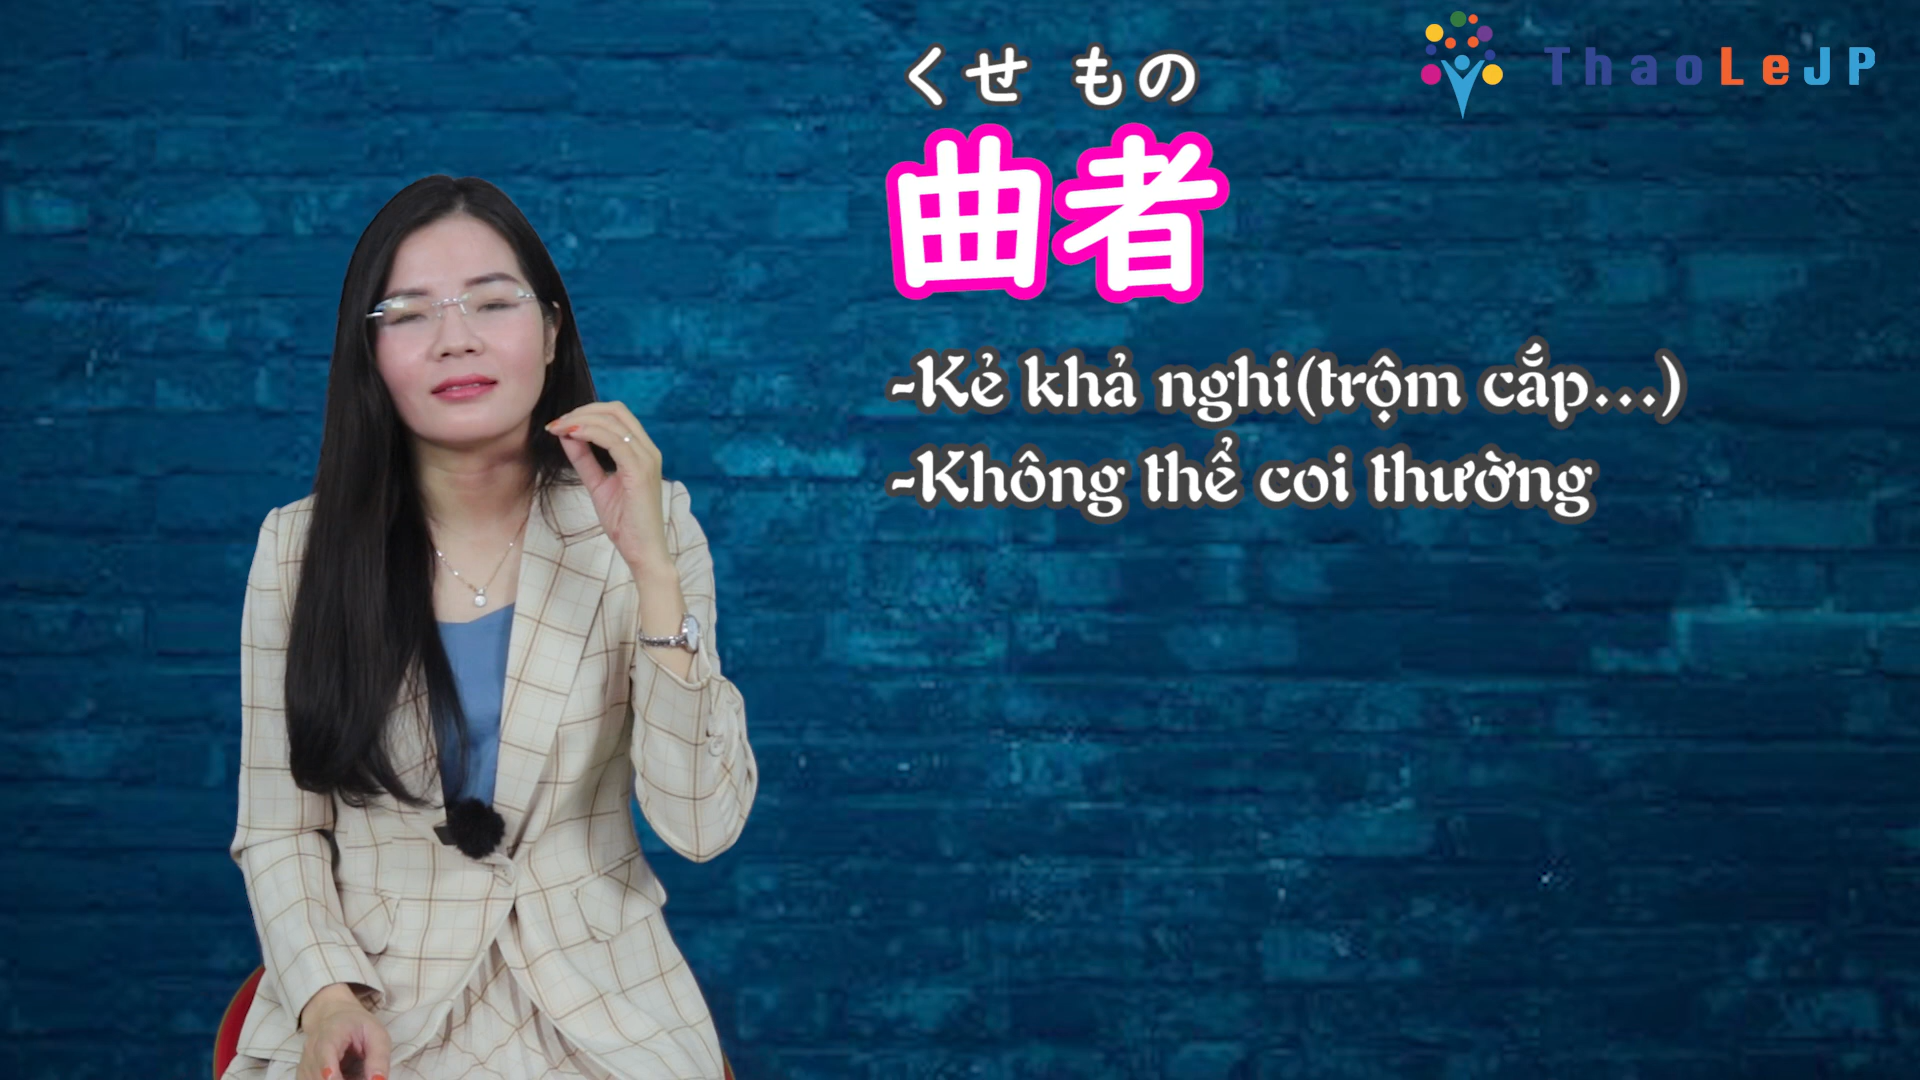 ThaoLeJP
くせ もの
曲者
-Kẻ khả nghi(trộm cắp...)
-Không thể coi thường